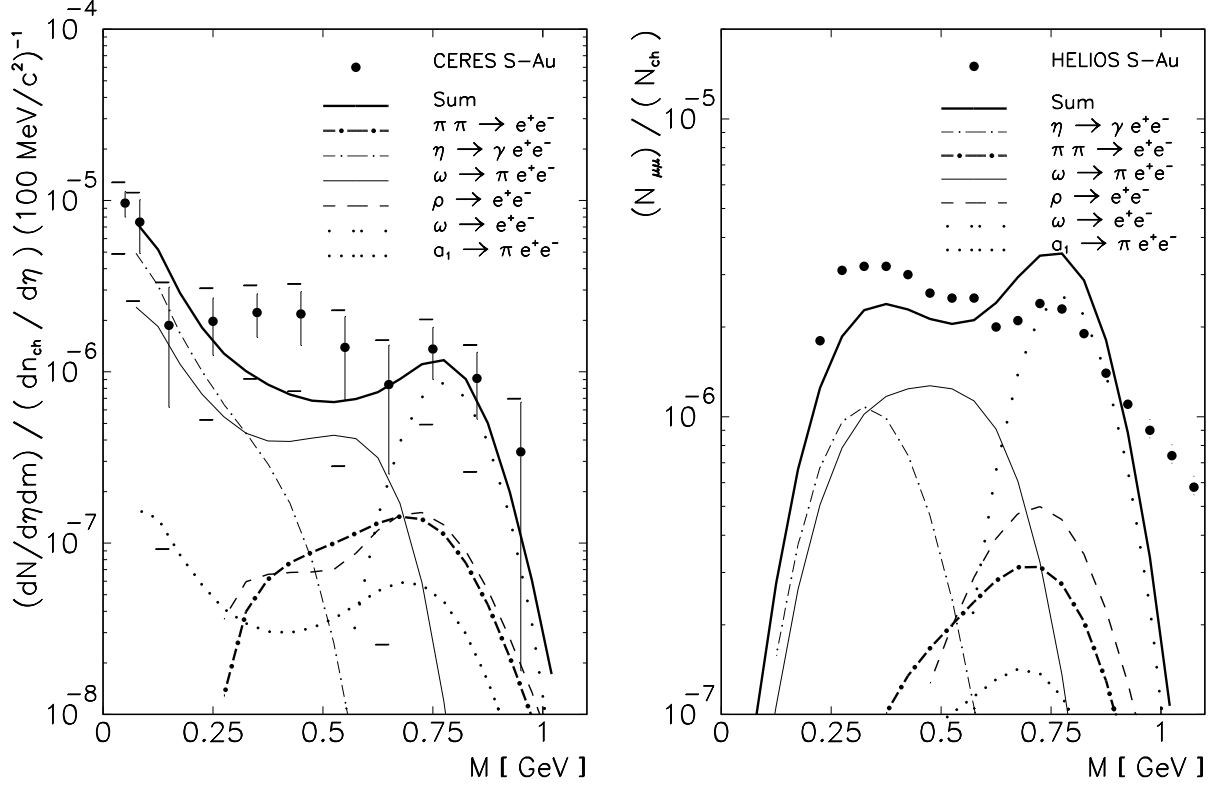 (dN/dηdm) / ( dn_ch / dη ) (100 MeV/c²)⁻¹
10⁻⁴
10⁻⁵
10⁻⁶
10⁻⁷
10⁻⁸
CERES S-Au
Sum
π π → e⁺e⁻
η → γ e⁺e⁻
ω → π e⁺e⁻
ρ → e⁺e⁻
ω → e⁺e⁻
a₁ → π e⁺e⁻
0 0.25 0.5 0.75 1
M [ GeV ]
(N_μμ) / ( N_ch)
10⁻⁵
10⁻⁶
10⁻⁷
HELIOS S-Au
Sum
η → γ e⁺e⁻
π π → e⁺e⁻
ω → π e⁺e⁻
ρ → e⁺e⁻
ω → e⁺e⁻
a₁ → π e⁺e⁻
0 0.25 0.5 0.75 1
M [ GeV ]